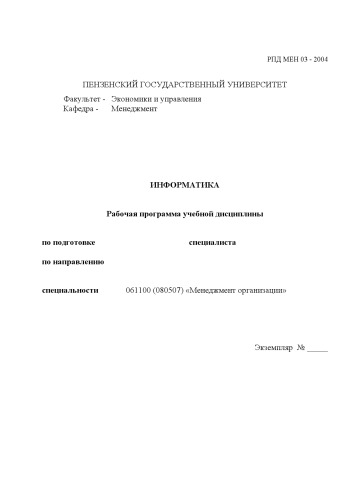 РПД МЕН 03 - 2004
ПЕНЗЕНСКИЙ ГОСУДАРСТВЕННЫЙ УНИВЕРСИТЕТ
Факультет - Экономики и управления
Кафедра - Менеджмент
ИНФОРМАТИКА
Рабочая программа учебной дисциплины
по подготовке специалиста
по направлению
специальности 061100 (080507) «Менеджмент организации»
Экземпляр № _____